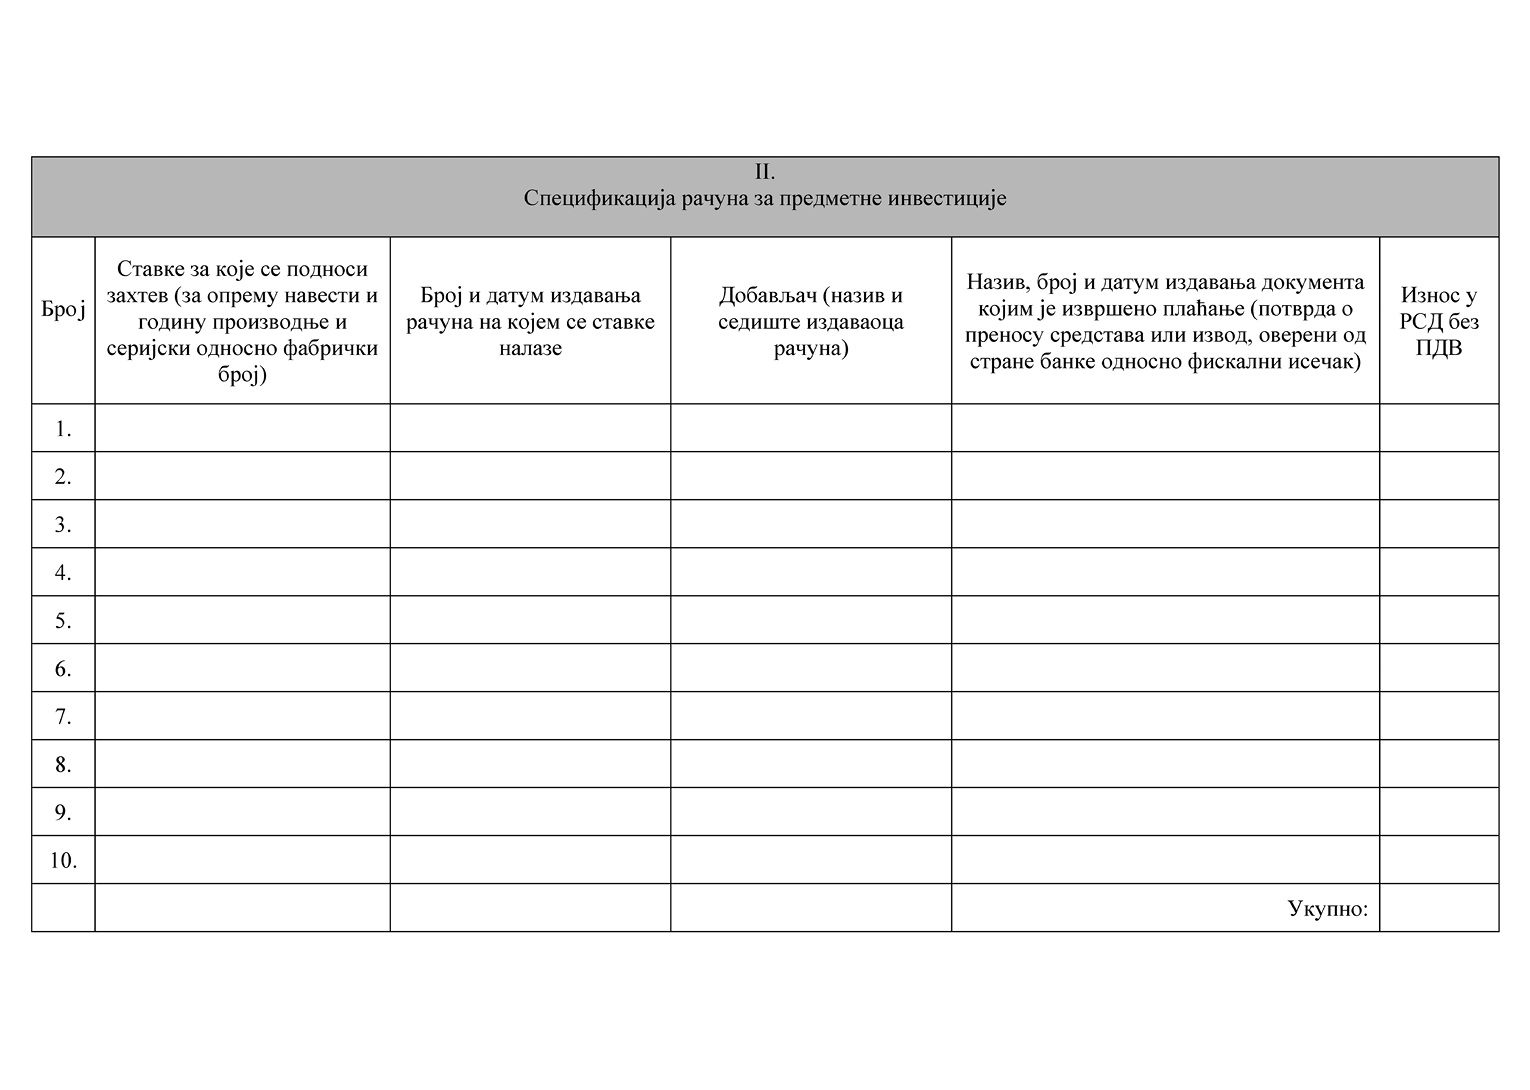 II.
Спецификација рачуна за предметне инвестиције
Број
Ставке за које се подноси
захтев (за опрему навести и
годину производње и
серијски односно фабрички
број)
Број и датум издавања
рачуна на којем се ставке
налазе
Добављач (назив и
седиште издаваоца
рачуна)
Назив, број и датум издавања документа
којим је извршено плаћање (потврда о
преносу средстава или извод, оверени од
стране банке односно фискални исечак)
Износ у
РСД без
ПДВ
1.
2.
3.
4.
5.
6.
7.
8.
9.
10.
Укупно: